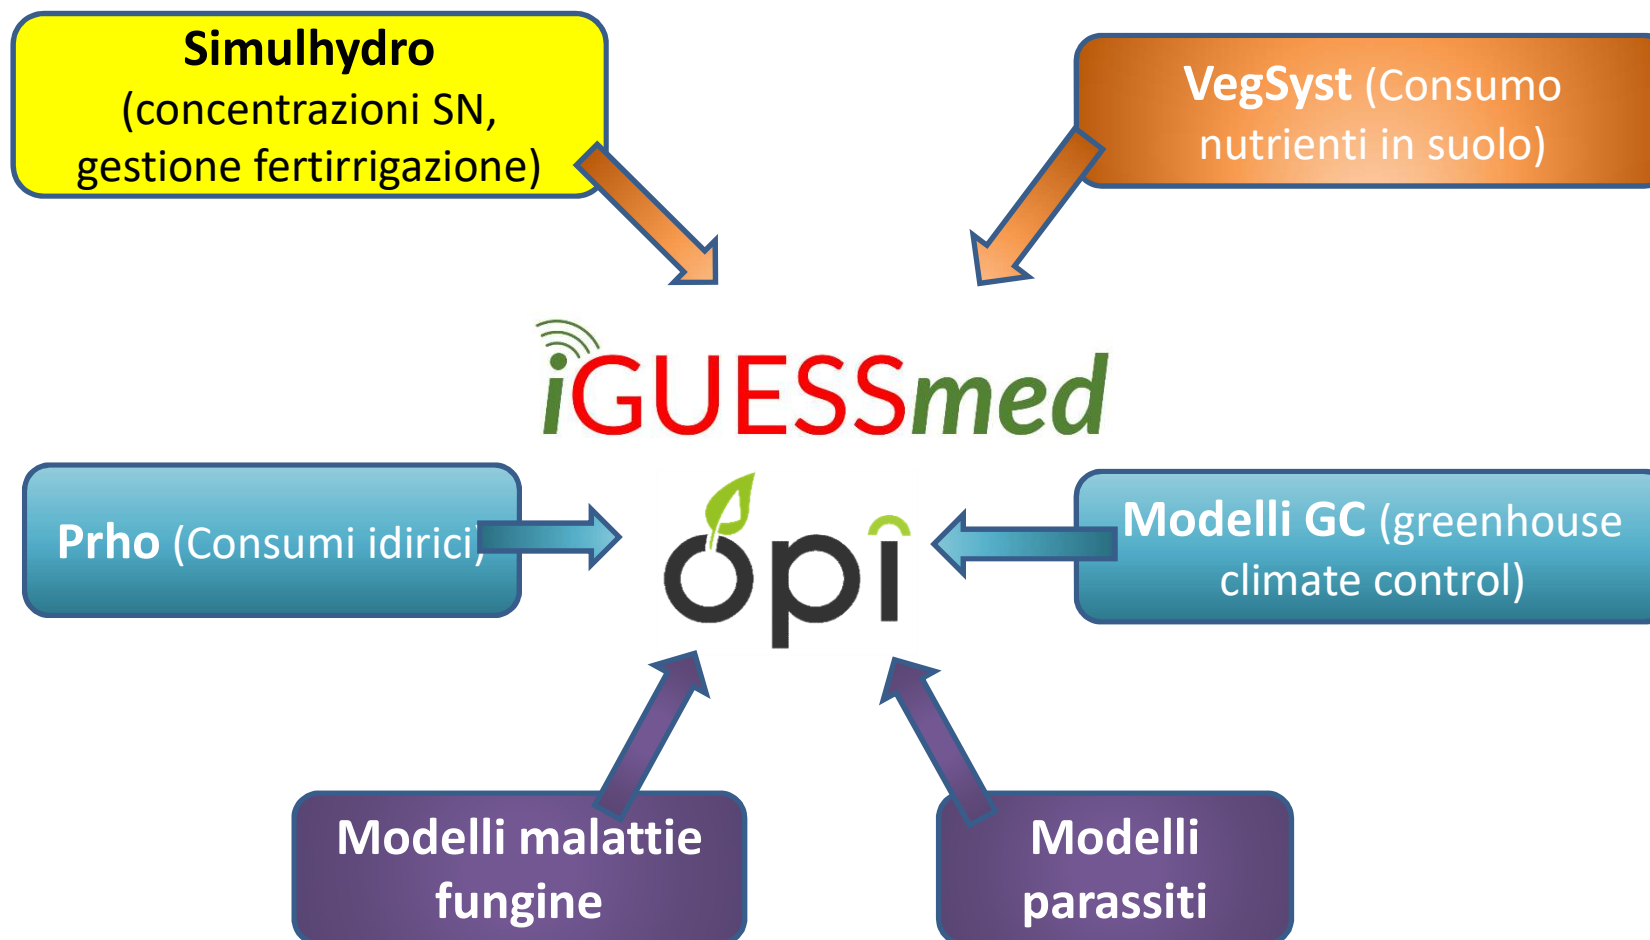 Simulhydro
(concentrazioni SN,
gestione fertirrigazione)
VegSyst (Consumo
nutrienti in suolo)
iGUESSmed
opi
Prho (Consumi idirici)
Modelli GC (greenhouse
climate control)
Modelli malattie
fungine
Modelli
parassiti